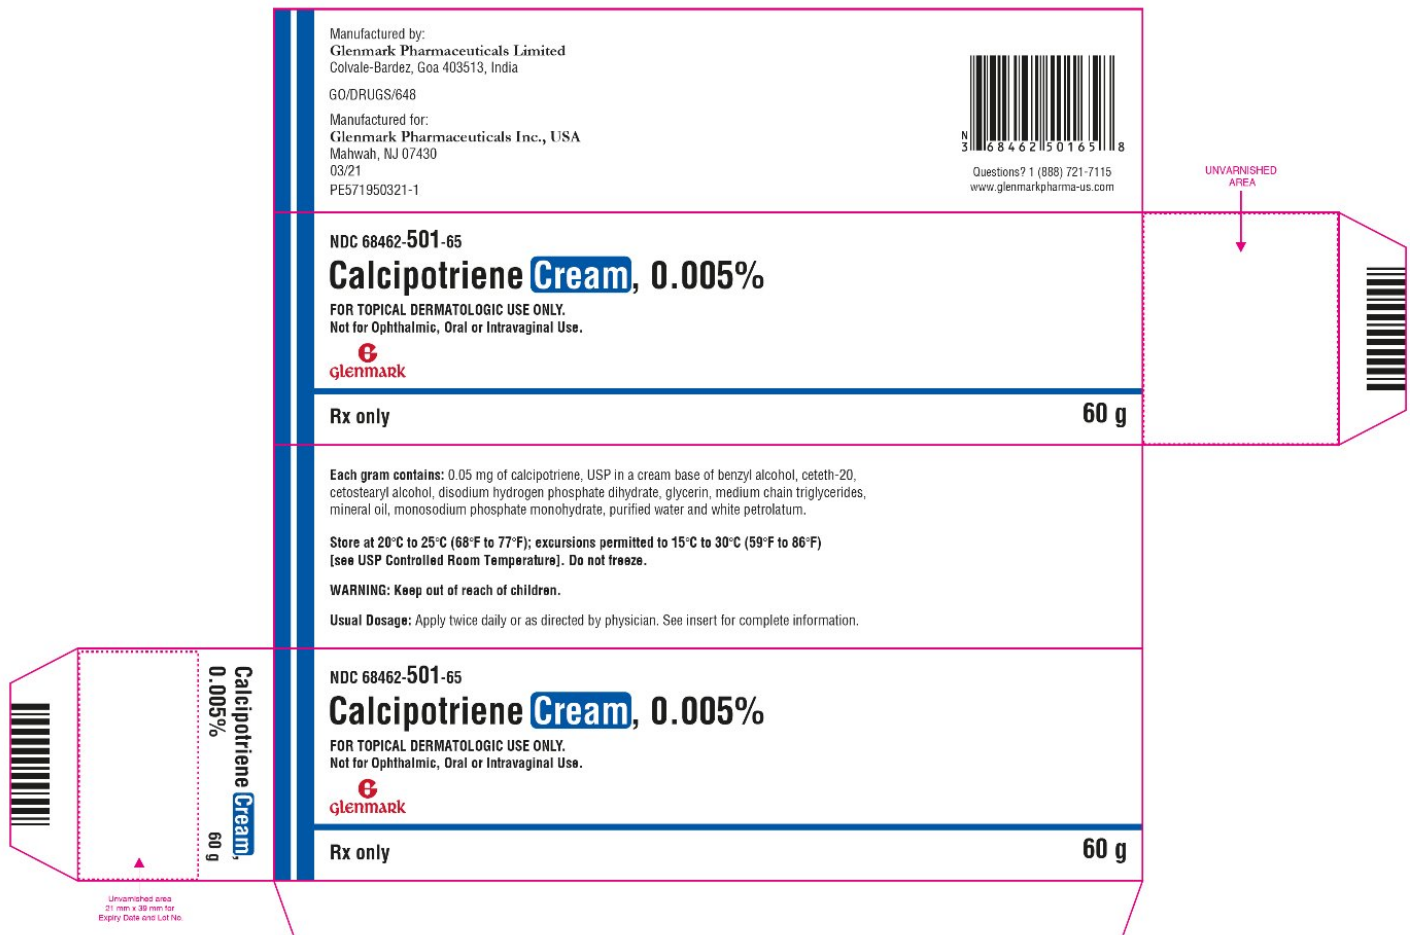 Manufactured by:
Glenmark Pharmaceuticals Limited
Colvale-Bardez, Goa 403513, India
GO/DRUGS/648
Manufactured for:
Glenmark Pharmaceuticals Inc., USA
Mahwah, NJ 07430
03/21
PE571950321-1
N
3 68462 50165 8
Questions? 1 (888) 721-7115
www.glenmarkpharma-us.com
UNVARNISHED
AREA
NDC 68462-501-65
Calcipotriene Cream, 0.005%
FOR TOPICAL DERMATOLOGIC USE ONLY.
Not for Ophthalmic, Oral or Intravaginal Use.
G
glenmark
Rx only
60 g
Each gram contains: 0.05 mg of calcipotriene, USP in a cream base of benzyl alcohol, ceteth-20,
cetostearyl alcohol, disodium hydrogen phosphate dihydrate, glycerin, medium chain triglycerides,
mineral oil, monosodium phosphate monohydrate, purified water and white petrolatum.
Store at 20°C to 25°C (68°F to 77°F); excursions permitted to 15°C to 30°C (59°F to 86°F)
[see USP Controlled Room Temperature]. Do not freeze.
WARNING: Keep out of reach of children.
Usual Dosage: Apply twice daily or as directed by physician. See insert for complete information.
Calcipotriene Cream,
0.005%
60 g
NDC 68462-501-65
Calcipotriene Cream, 0.005%
FOR TOPICAL DERMATOLOGIC USE ONLY.
Not for Ophthalmic, Oral or Intravaginal Use.
G
glenmark
Rx only
60 g
Unvarnished area
21 mm x 39 mm for
Expiry Date and Lot No.